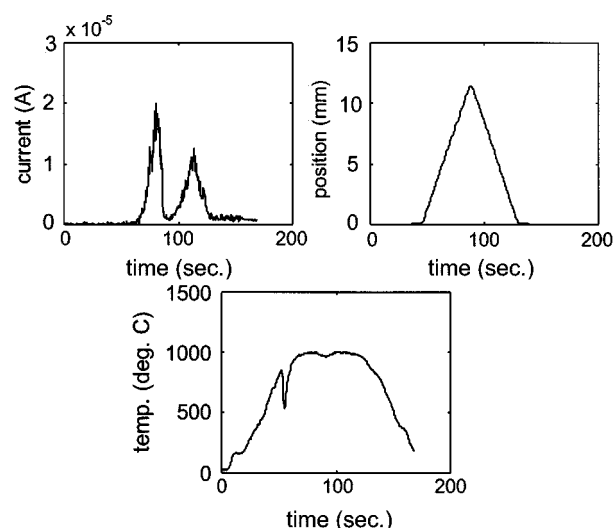 x 10^-5
3
2
1
0
0 100 200
current (A)
time (sec.)
15
10
5
0
0 100 200
position (mm)
time (sec.)
1500
1000
500
0
0 100 200
temp. (deg. C)
time (sec.)